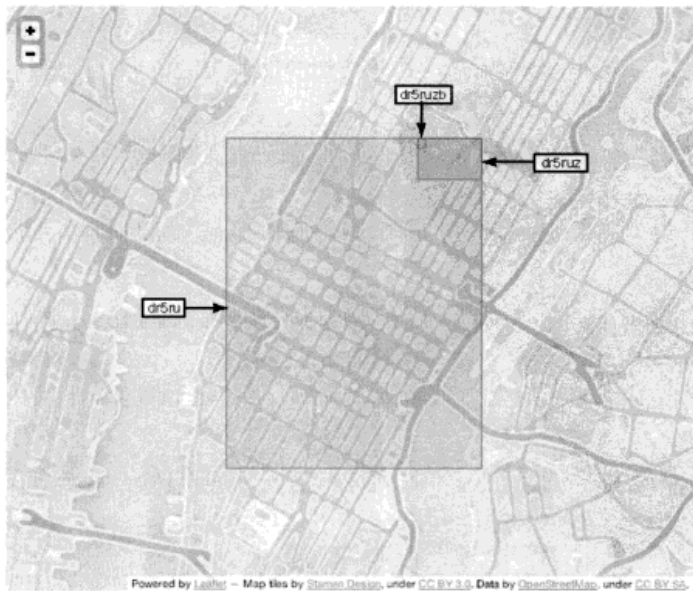 +
-
dr5ruzb
dr5ruz
dr5ru
Powered by Leaflet — Map tiles by Stamen Design, under CC BY 3.0. Data by OpenStreetMap, under CC BY SA.